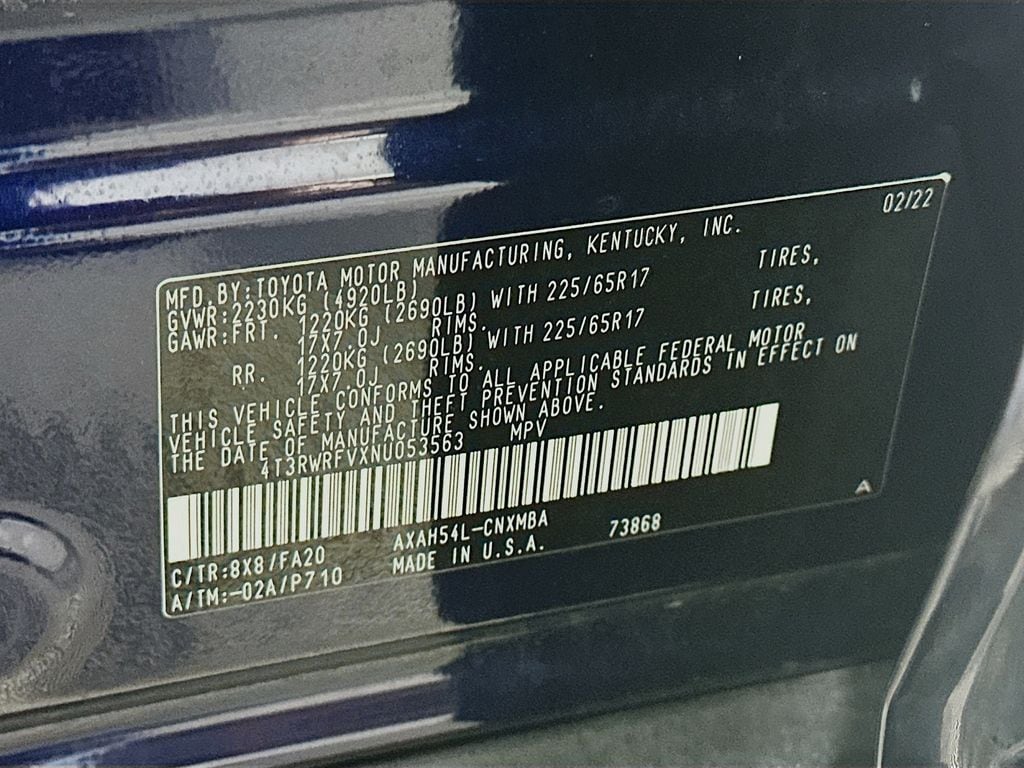 02/22
MFD.BY:TOYOTA MOTOR MANUFACTURING, KENTUCKY, INC.
GVWR:2230KG (4920LB)
GAWR:FRT. 1220KG (2690LB) WITH 225/65R17 TIRES,
17X7.0J RIMS.
RR. 1220KG (2690LB) WITH 225/65R17 TIRES,
17X7.0J RIMS.
THIS VEHICLE CONFORMS TO ALL APPLICABLE FEDERAL MOTOR
VEHICLE SAFETY AND THEFT PREVENTION STANDARDS IN EFFECT ON
THE DATE OF MANUFACTURE SHOWN ABOVE.
4T3RWRFVXNU053563 MPV
A
C/TR:8X8/FA20 AXAH54L-CNXMBA 73868
A/TM:-02A/P710 MADE IN U.S.A.